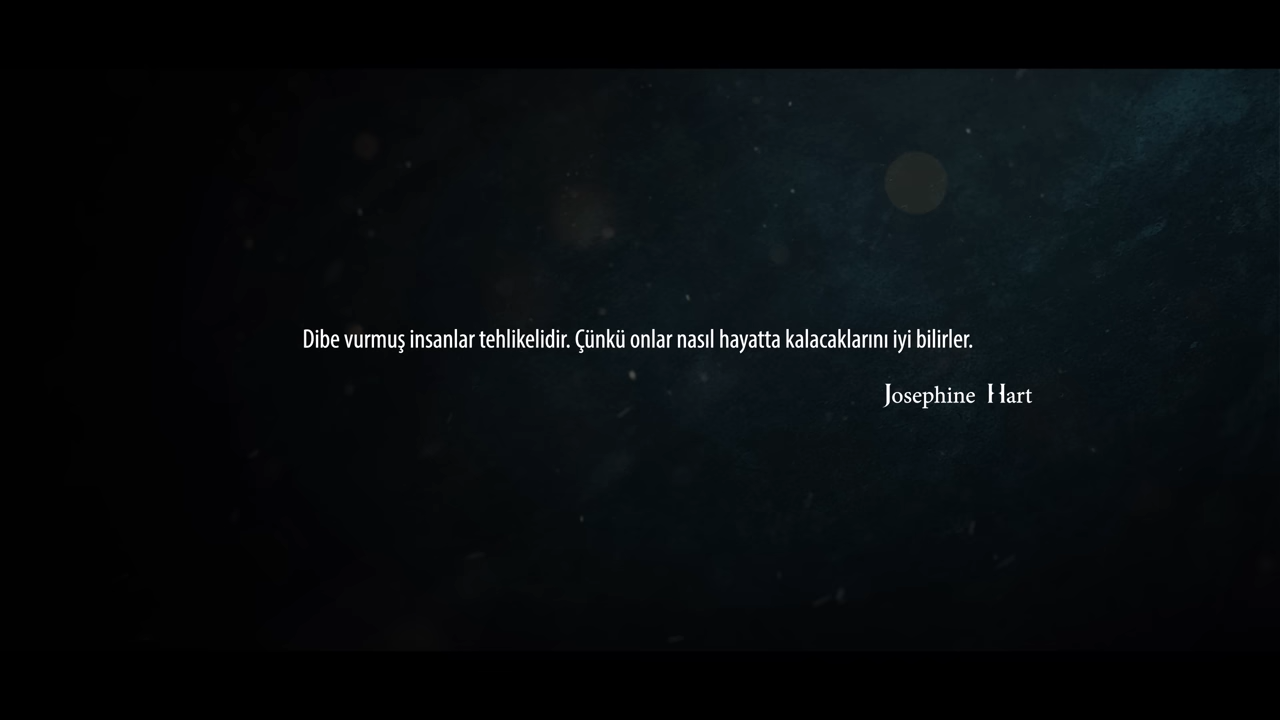 Dibe vurmuş insanlar tehlikelidir. Çünkü onlar nasıl hayatta kalacaklarını iyi bilirler.
Josephine Hart